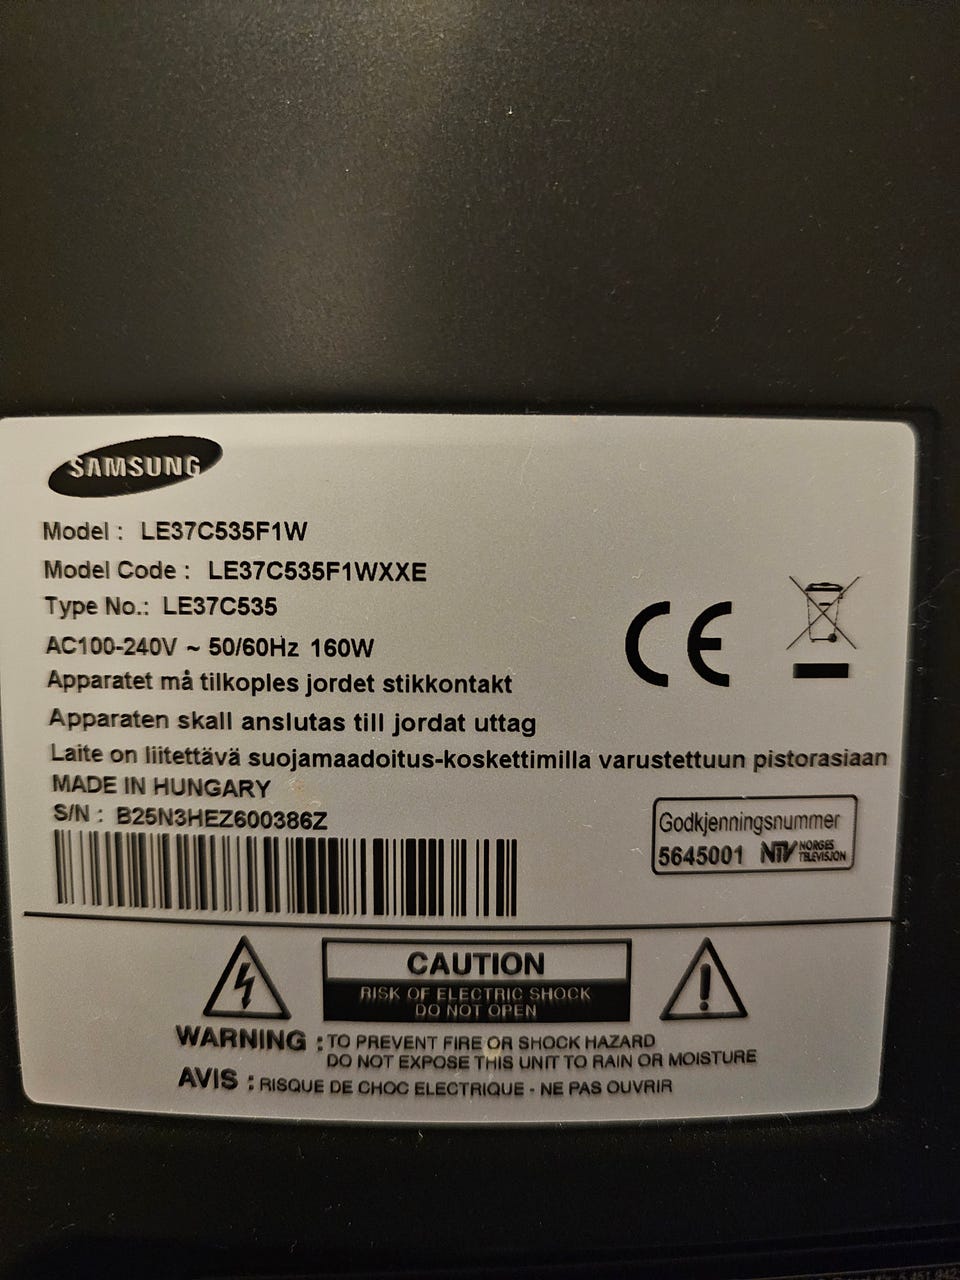 SAMSUNG
Model : LE37C535F1W
Model Code : LE37C535F1WXXE
Type No.: LE37C535
AC100-240V ~ 50/60Hz 160W
Apparatet må tilkoples jordet stikkontakt
Apparaten skall anslutas till jordat uttag
Laite on liitettävä suojamaadoitus-koskettimilla varustettuun pistorasiaan
MADE IN HUNGARY
S/N : B25N3HEZ600386Z
CE
Godkjenningsnummer
5645001 NTV NORGES TELEVISJON
CAUTION
RISK OF ELECTRIC SHOCK
DO NOT OPEN
WARNING : TO PREVENT FIRE OR SHOCK HAZARD
DO NOT EXPOSE THIS UNIT TO RAIN OR MOISTURE
AVIS : RISQUE DE CHOC ELECTRIQUE - NE PAS OUVRIR